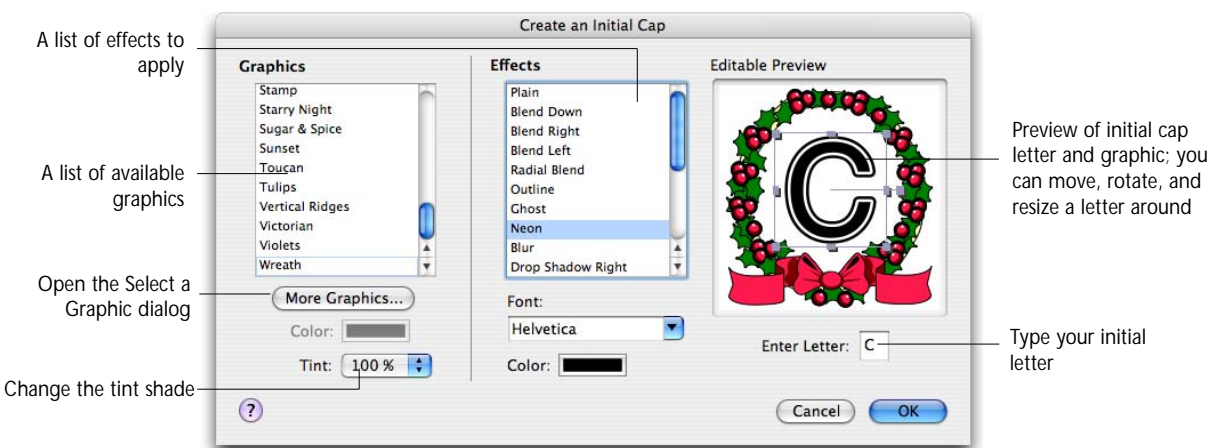 Create an Initial Cap
A list of effects to
apply
A list of available
graphics
Open the Select a
Graphic dialog
Change the tint shade
Graphics
Stamp
Starry Night
Sugar & Spice
Sunset
Toucan
Tulips
Vertical Ridges
Victorian
Violets
Wreath
More Graphics...
Color:
Tint: 100 %
?
Effects
Plain
Blend Down
Blend Right
Blend Left
Radial Blend
Outline
Ghost
Neon
Blur
Drop Shadow Right
Font:
Helvetica
Color:
Editable Preview
C
Enter Letter: C
Cancel OK
Preview of initial cap
letter and graphic; you
can move, rotate, and
resize a letter around
Type your initial
letter